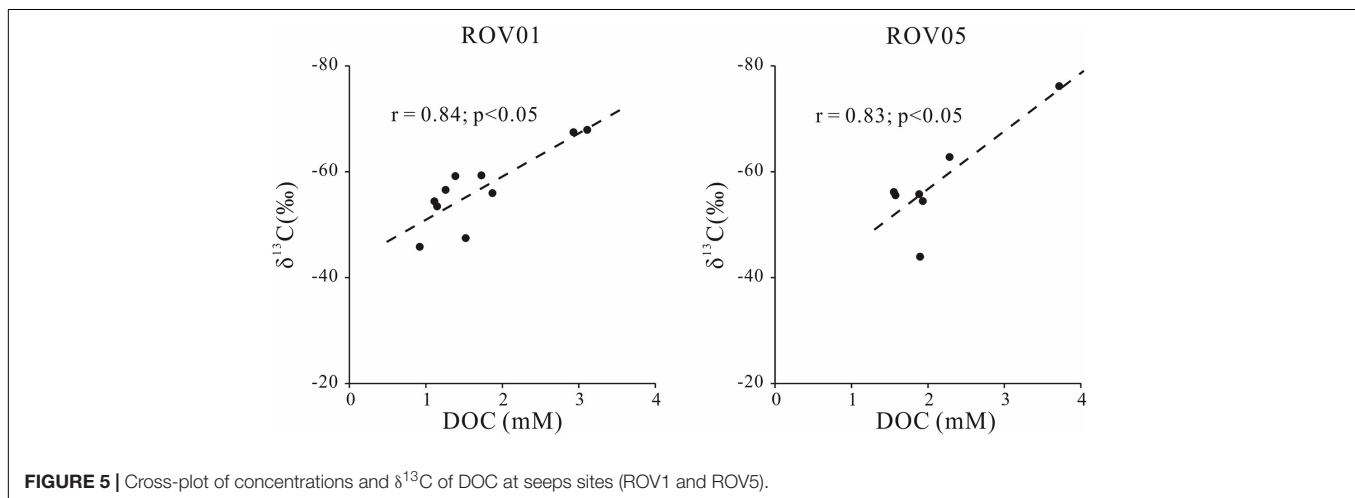 ROV01
ROV05
-80
-60
-40
-20
δ¹³C(‰)
r = 0.84; p<0.05
0
1
2
3
4
DOC (mM)
-80
-60
-40
-20
δ¹³C(‰)
r = 0.83; p<0.05
0
1
2
3
4
DOC (mM)
FIGURE 5 | Cross-plot of concentrations and δ¹³C of DOC at seeps sites (ROV1 and ROV5).